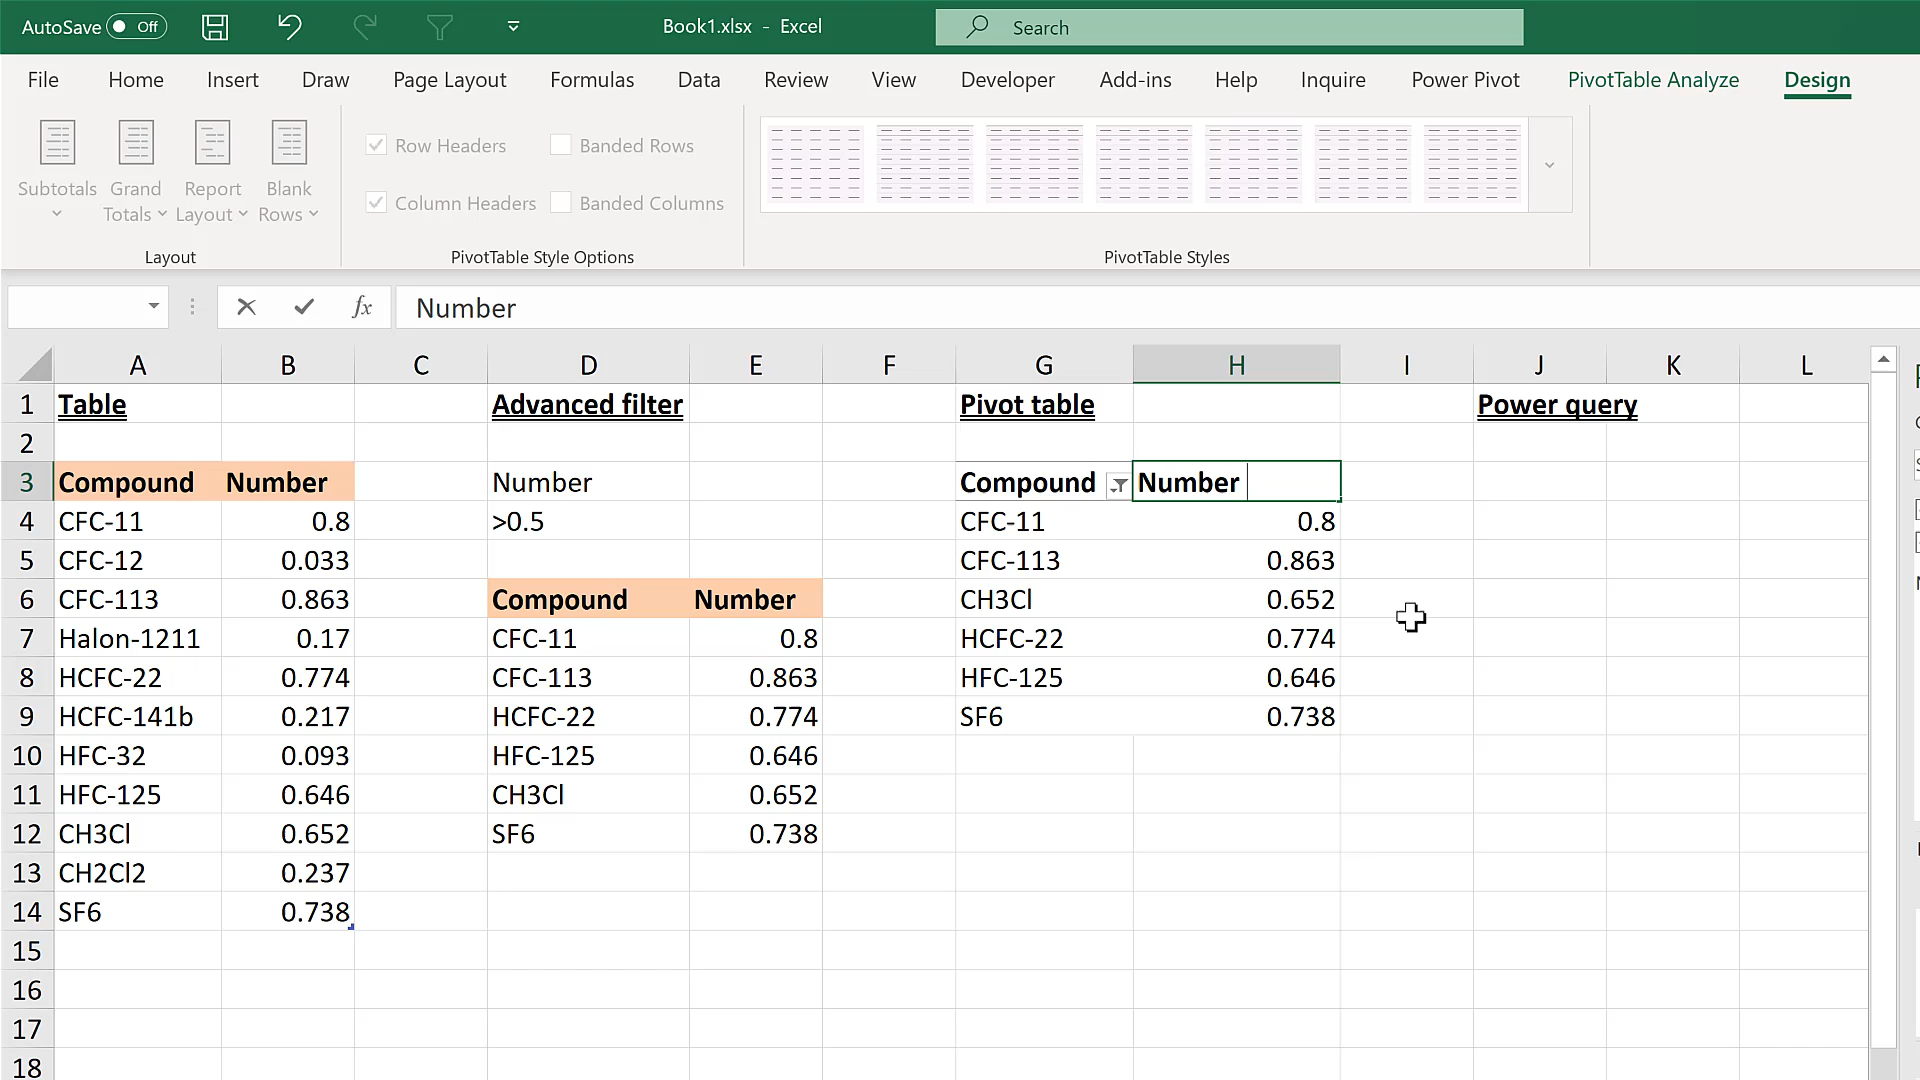 AutoSave Off Book1.xlsx - Excel Search
File Home Insert Draw Page Layout Formulas Data Review View Developer Add-ins Help Inquire Power Pivot PivotTable Analyze Design
Subtotals Grand Totals Report Layout Blank Rows
Row Headers Banded Rows
Column Headers Banded Columns
Layout PivotTable Style Options PivotTable Styles
fx Number
A B C D E F G H I J K L
1 Table Advanced filter Pivot table Power query
2
3 Compound Number Number Compound Number
4 CFC-11 0.8 >0.5 CFC-11 0.8
5 CFC-12 0.033 CFC-113 0.863
6 CFC-113 0.863 Compound Number CH3Cl 0.652
7 Halon-1211 0.17 CFC-11 0.8 HCFC-22 0.774
8 HCFC-22 0.774 CFC-113 0.863 HFC-125 0.646
9 HCFC-141b 0.217 HCFC-22 0.774 SF6 0.738
10 HFC-32 0.093 HFC-125 0.646
11 HFC-125 0.646 CH3Cl 0.652
12 CH3Cl 0.652 SF6 0.738
13 CH2Cl2 0.237
14 SF6 0.738
15
16
17
18